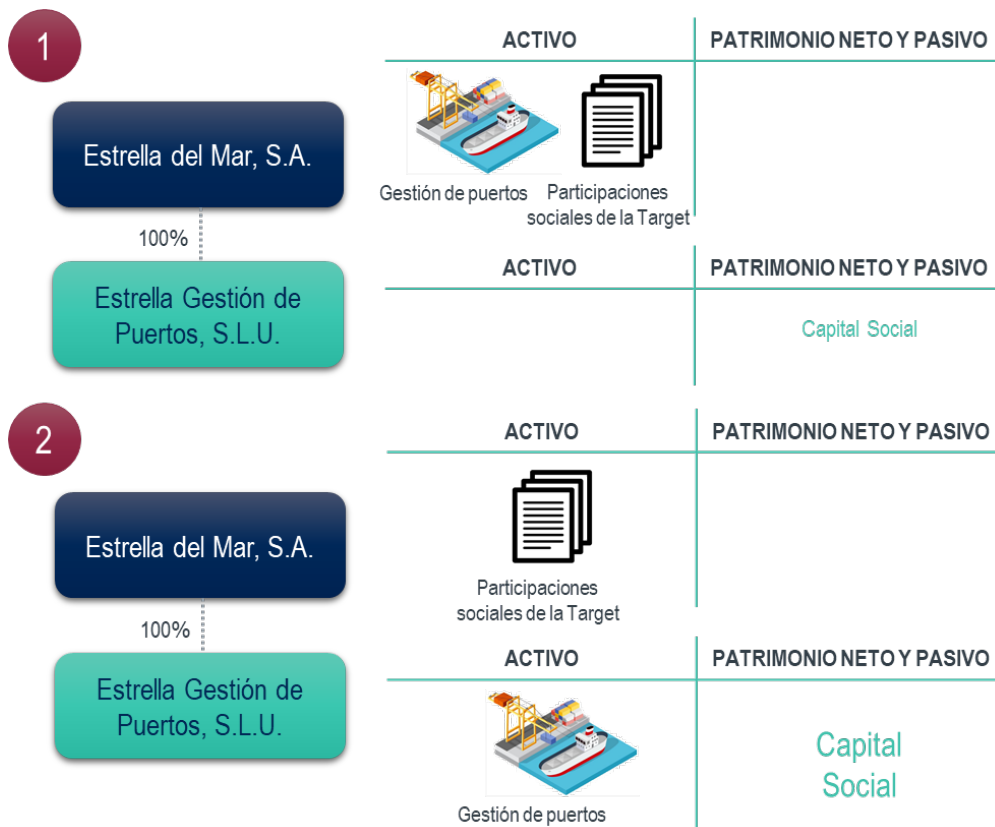 1
ACTIVO
PATRIMONIO NETO Y PASIVO
Estrella del Mar, S.A.
Gestión de puertos
Participaciones
sociales de la Target
100%
ACTIVO
PATRIMONIO NETO Y PASIVO
Estrella Gestión de
Puertos, S.L.U.
Capital Social
2
ACTIVO
PATRIMONIO NETO Y PASIVO
Estrella del Mar, S.A.
Participaciones
sociales de la Target
100%
ACTIVO
PATRIMONIO NETO Y PASIVO
Estrella Gestión de
Puertos, S.L.U.
Gestión de puertos
Capital
Social